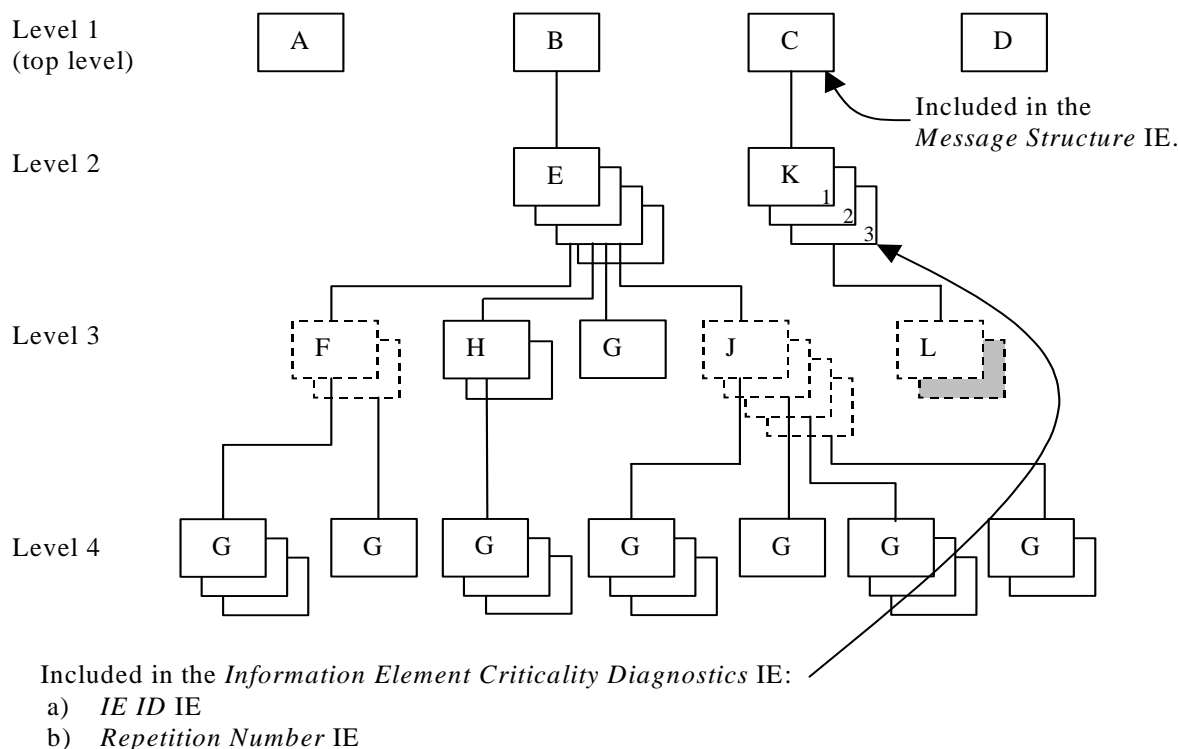 Level 1
(top level)
A
B
C
D
Included in the
Message Structure IE.
Level 2
E
K
1
2
3
Level 3
F
H
G
J
L
Level 4
G
G
G
G
G
G
G
Included in the Information Element Criticality Diagnostics IE:
a) IE ID IE
b) Repetition Number IE